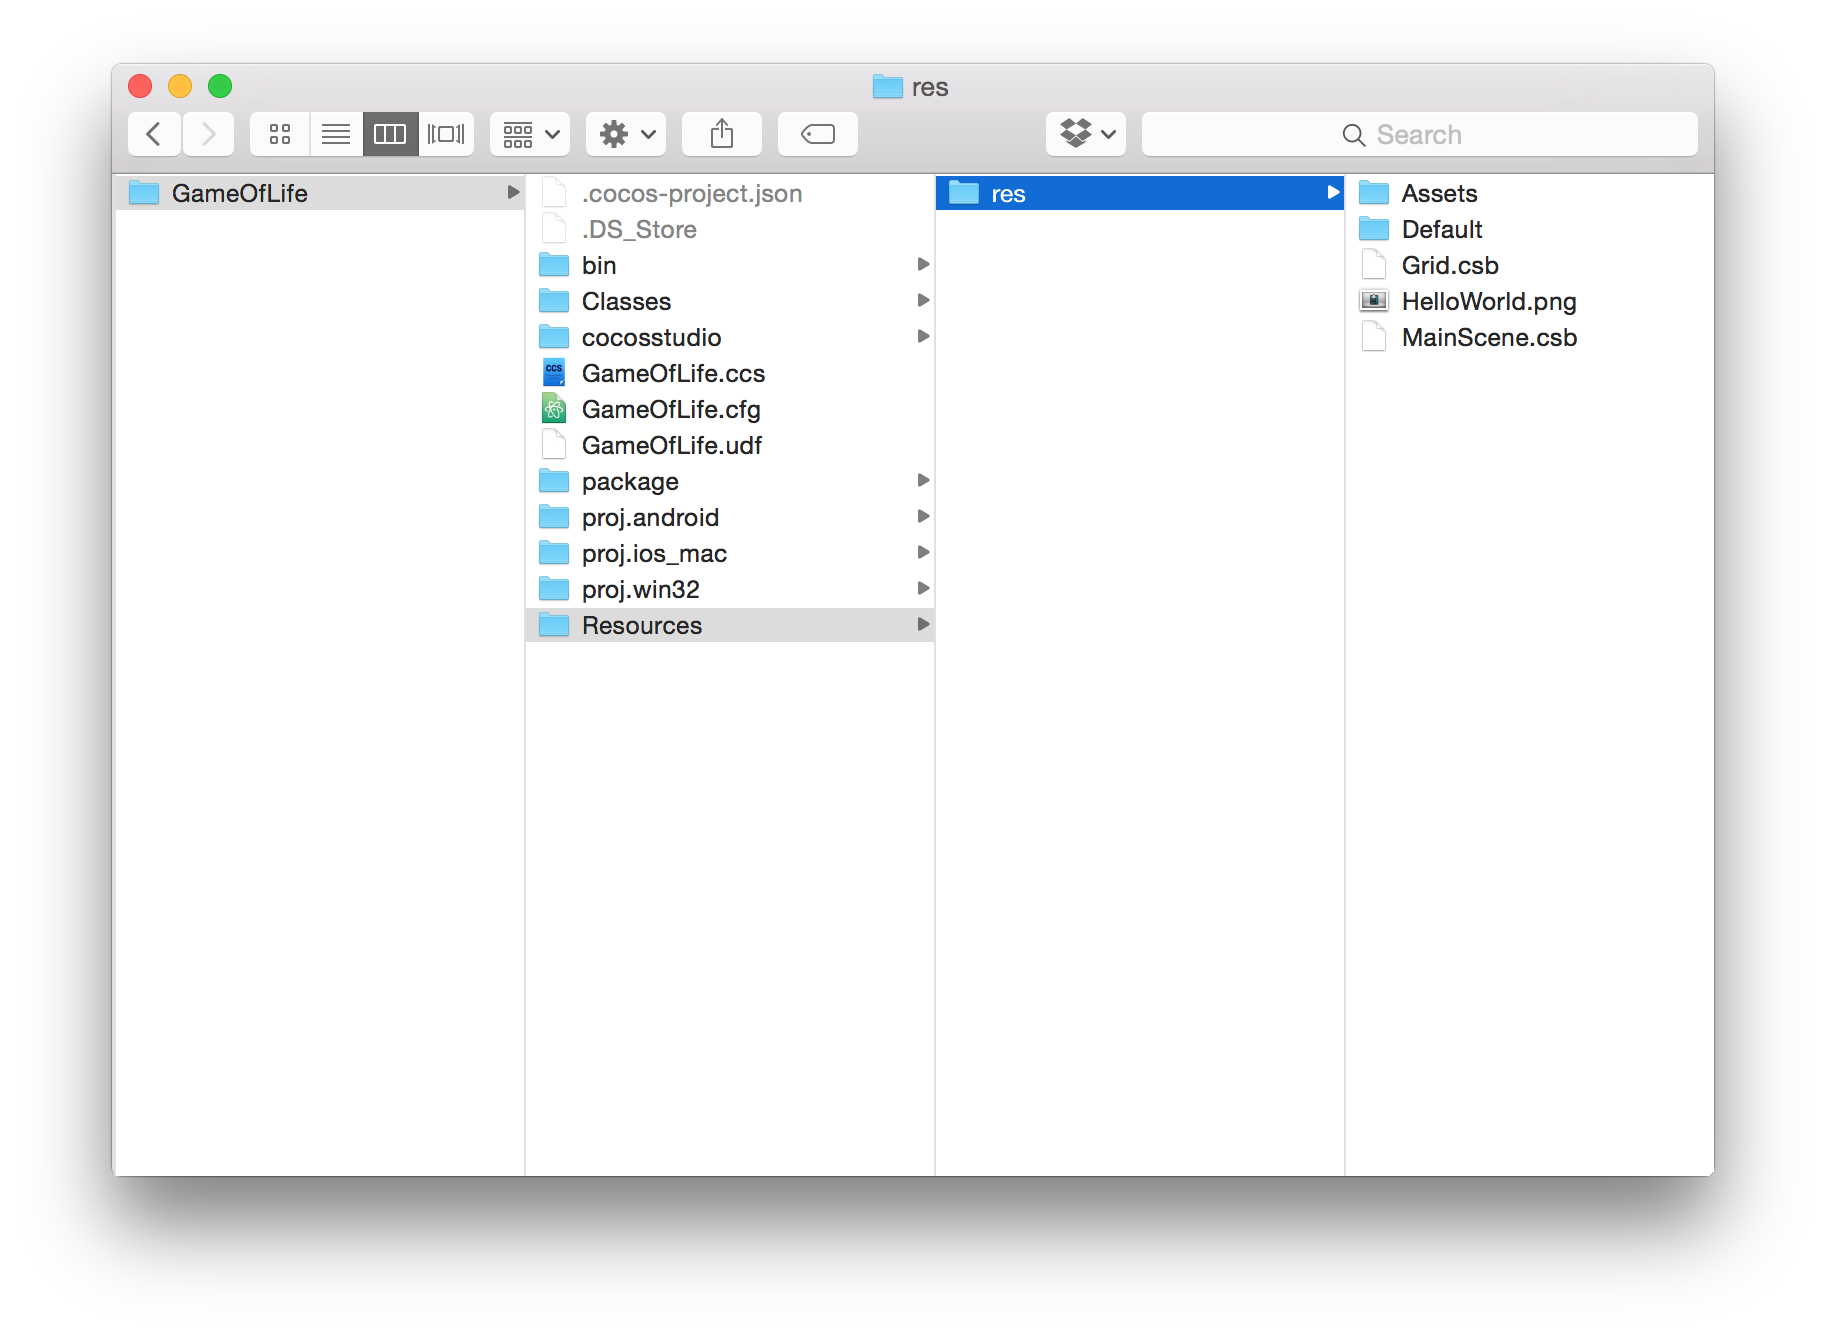 res
Search
GameOfLife
.cocos-project.json
.DS_Store
bin
Classes
cocosstudio
CCS
GameOfLife.ccs
GameOfLife.cfg
GameOfLife.udf
package
proj.android
proj.ios_mac
proj.win32
Resources
res
Assets
Default
Grid.csb
HelloWorld.png
MainScene.csb